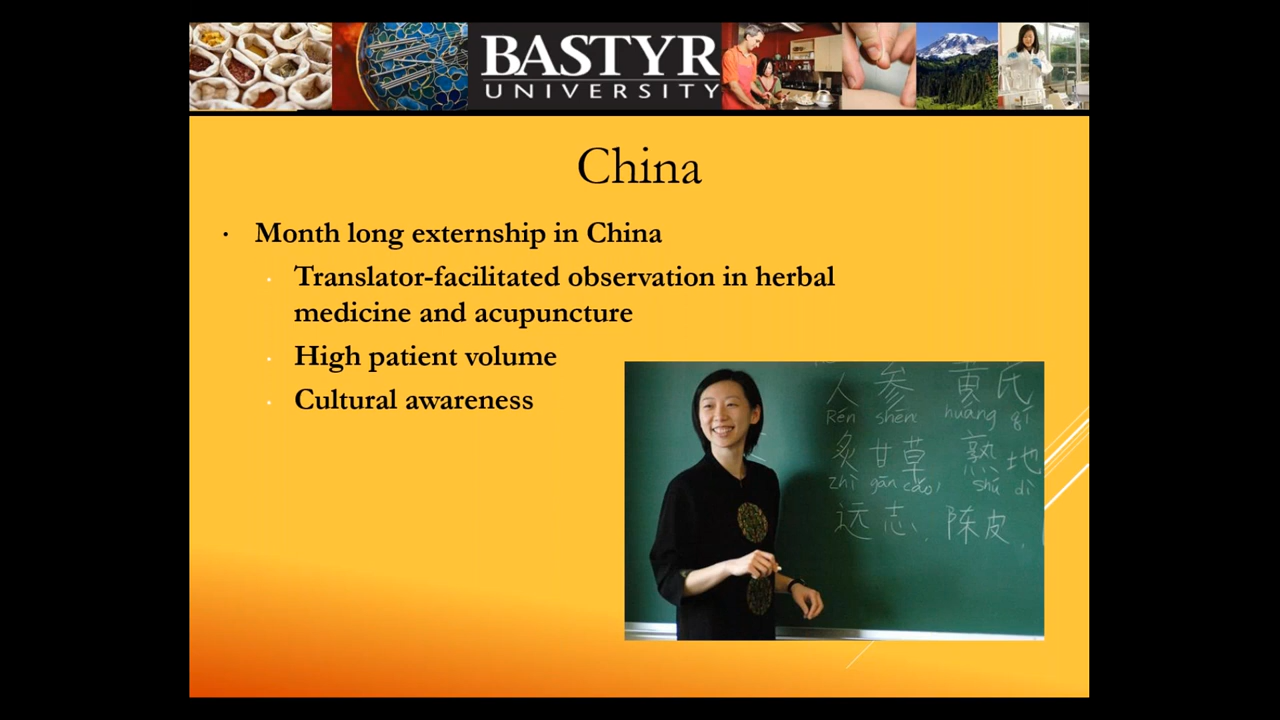 BASTYR
UNIVERSITY
China
· Month long externship in China
· Translator-facilitated observation in herbal
medicine and acupuncture
· High patient volume
· Cultural awareness
人参 黄氏
Rén shēn huáng qí
炙甘草 熟地
Zhì gān cǎo, shú dì
远志, 陈皮,